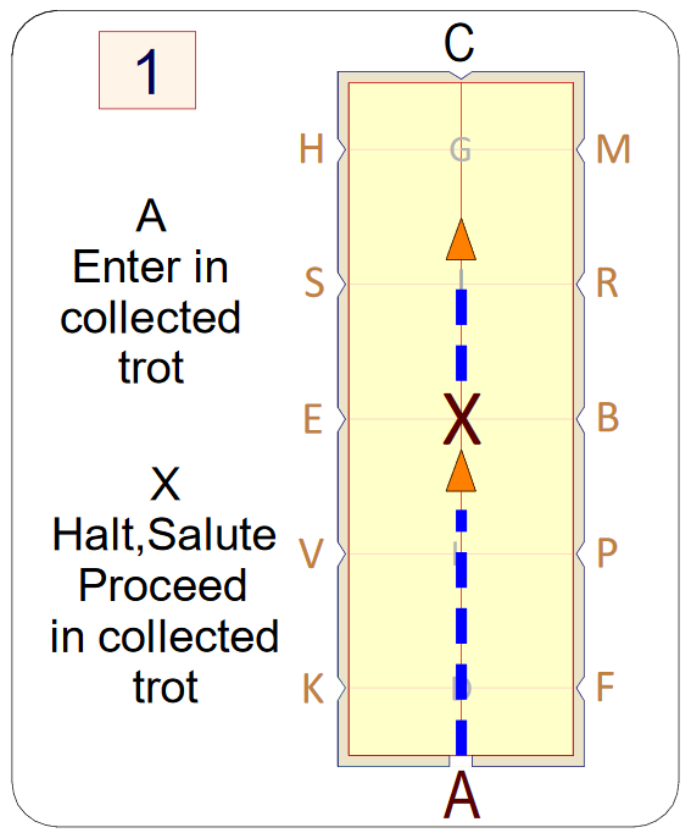 1
A
Enter in
collected
trot
X
Halt,Salute
Proceed
in collected
trot
C
H G M
S I R
E X B
V L P
K D F
A